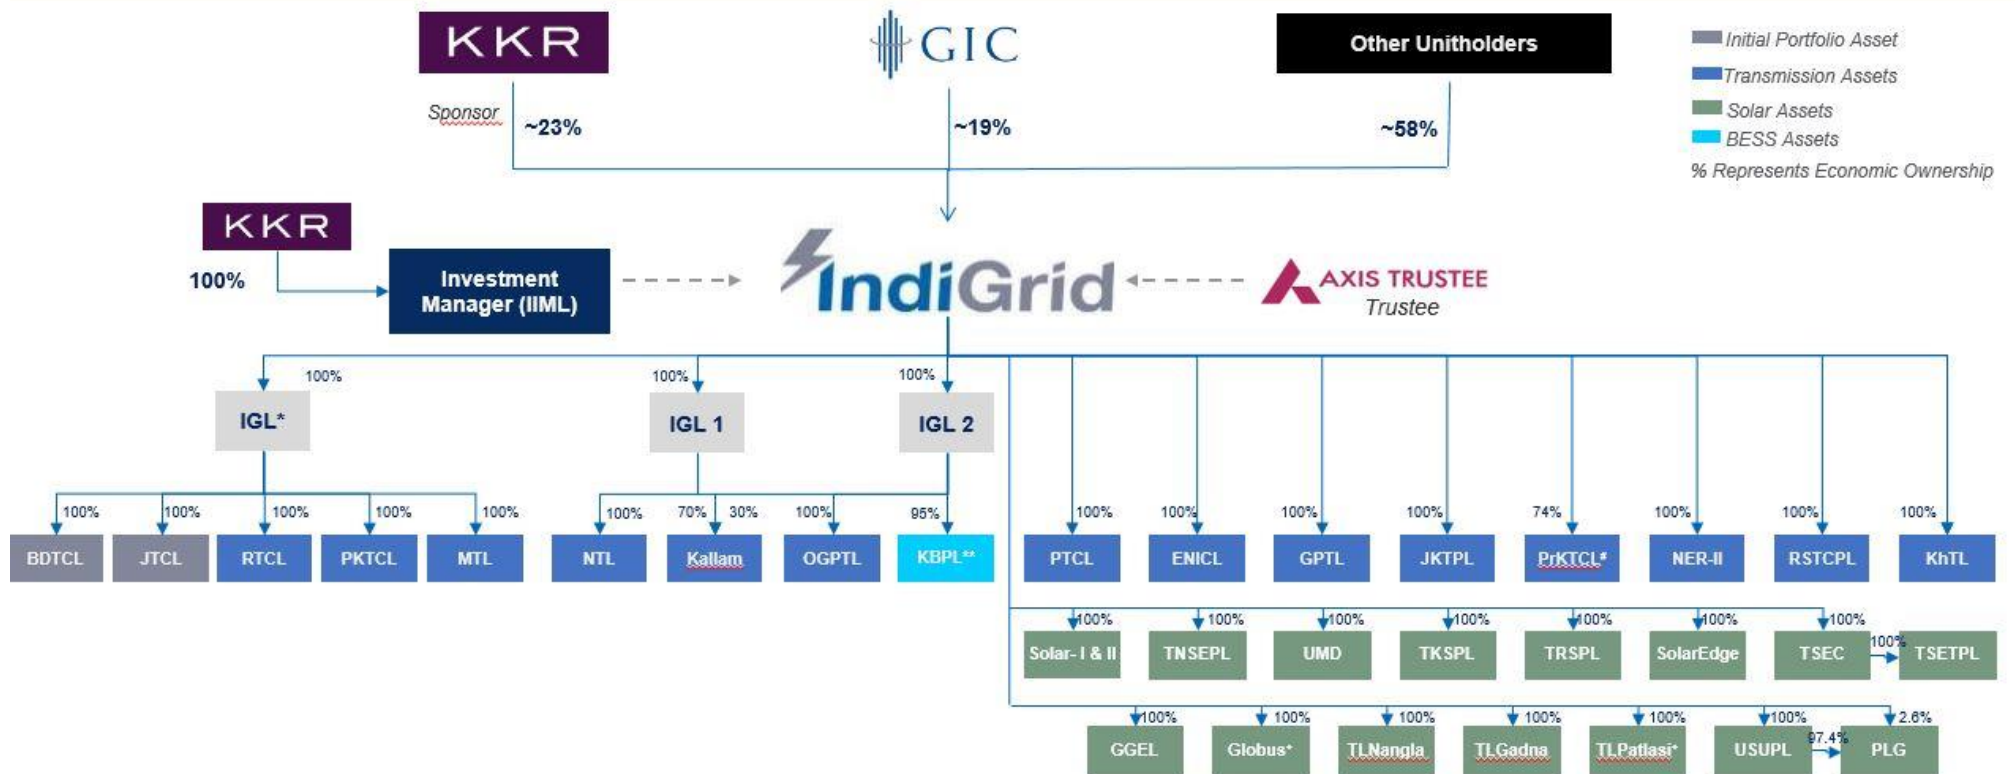 KKR
GIC
Other Unitholders
Initial Portfolio Asset
Transmission Assets
Solar Assets
BESS Assets
% Represents Economic Ownership
Sponsor
~23%
~19%
~58%
KKR
100%
Investment
Manager (IIML)
IndiGrid
AXIS TRUSTEE
Trustee
100%
100%
100%
IGL*
IGL 1
IGL 2
100%
100%
100%
100%
100%
100%
70%
30%
100%
95%
100%
100%
100%
100%
74%
100%
100%
100%
BDTCL
JTCL
RTCL
PKTCL
MTL
NTL
Kallam
OGPTL
KBPL**
PTCL
ENICL
GPTL
JKTPL
PrKTCL#
NER-II
RSTCPL
KhTL
100%
100%
100%
100%
100%
100%
100%
Solar- I & II
TNSEPL
UMD
TKSPL
TRSPL
SolarEdge
TSEC
100%
TSETPL
100%
100%
100%
100%
100%
100%
2.6%
GGEL
Globus+
TLNangla
TLGadna
TLPatlasi+
USUPL
97.4%
PLG